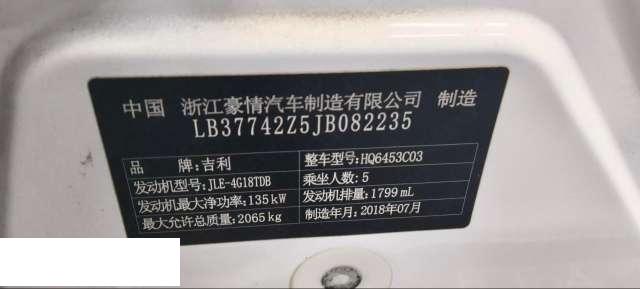 中国 浙江豪情汽车制造有限公司 制造
LB37742Z5JB082235
品 牌:吉利 整车型号:HQ6453C03
发动机型号:JLE-4G18TDB 乘坐人数:5
发动机最大净功率:135kW 发动机排量:1799mL
最大允许总质量:2065kg 制造年月:2018年07月